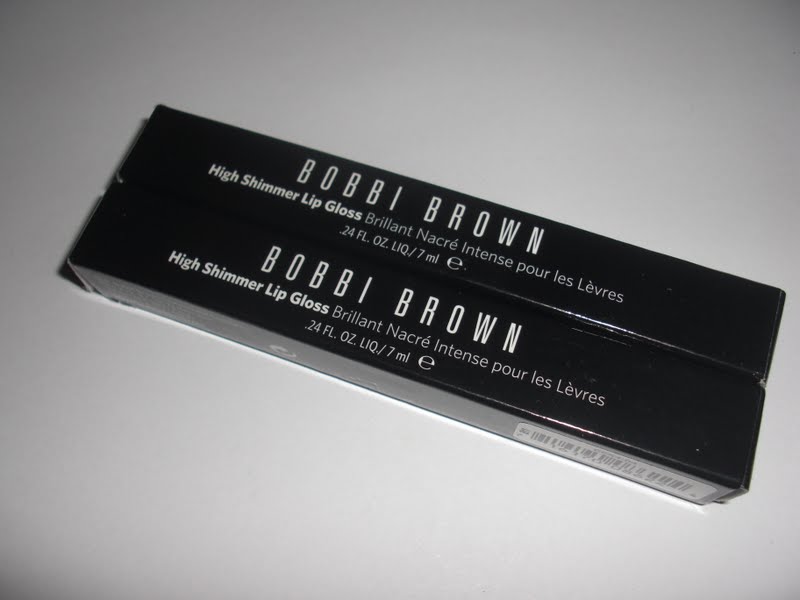 BOBBI BROWN
High Shimmer Lip Gloss Brillant Nacré Intense pour les Lèvres
.24 FL. OZ. LIQ./7 ml ℮
BOBBI BROWN
High Shimmer Lip Gloss Brillant Nacré Intense pour les Lèvres
.24 FL. OZ. LIQ./7 ml ℮